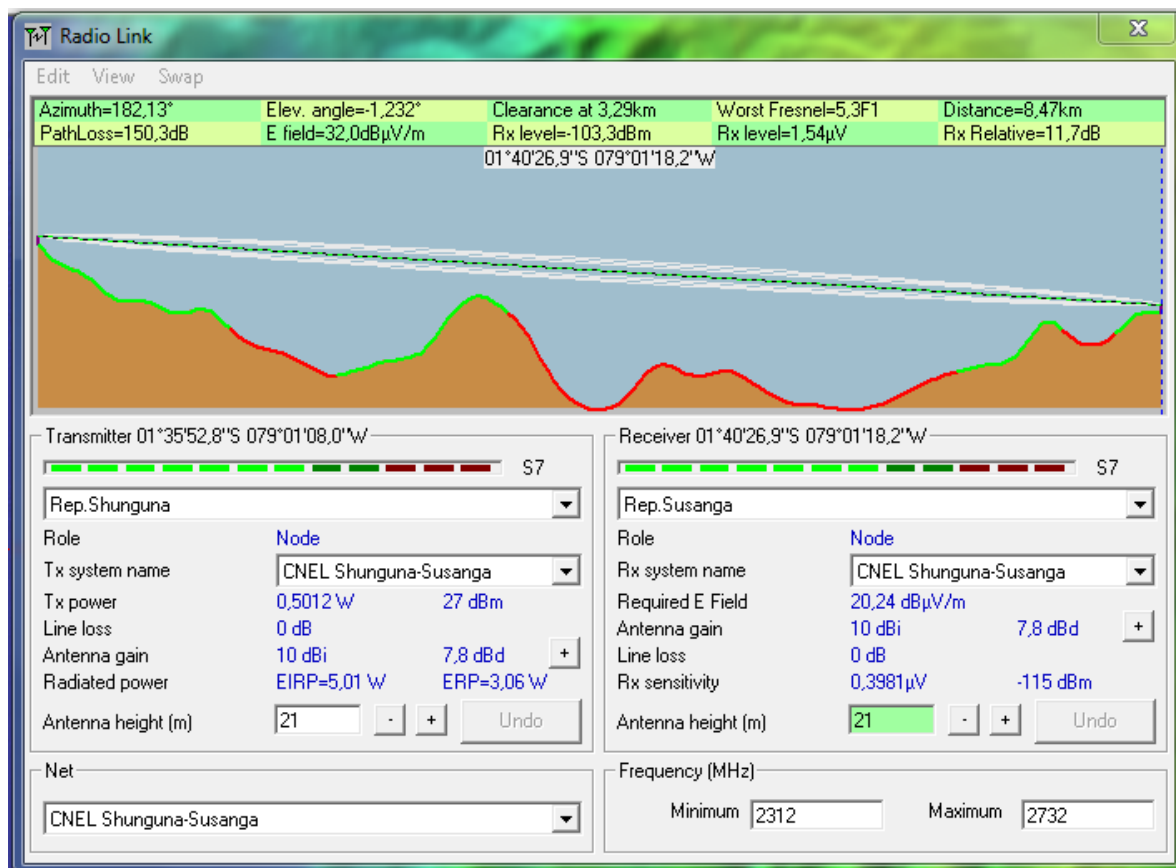 Radio Link
Edit View Swap
Azimuth=182,13° Elev. angle=-1,232° Clearance at 3,29km Worst Fresnel=5,3F1 Distance=8,47km
PathLoss=150,3dB E field=32,0dBµV/m Rx level=-103,3dBm Rx level=1,54µV Rx Relative=11,7dB
01°40'26,9"S 079°01'18,2"W
Transmitter 01°35'52,8"S 079°01'08,0"W
S7
Rep.Shunguna
Role Node
Tx system name CNEL Shunguna-Susanga
Tx power 0,5012 W 27 dBm
Line loss 0 dB
Antenna gain 10 dBi 7,8 dBd +
Radiated power EIRP=5,01 W ERP=3,06 W
Antenna height (m) 21 - + Undo
Receiver 01°40'26,9"S 079°01'18,2"W
S7
Rep.Susanga
Role Node
Rx system name CNEL Shunguna-Susanga
Required E Field 20,24 dBµV/m
Antenna gain 10 dBi 7,8 dBd +
Line loss 0 dB
Rx sensitivity 0,3981µV -115 dBm
Antenna height (m) 21 - + Undo
Net
CNEL Shunguna-Susanga
Frequency (MHz)
Minimum 2312 Maximum 2732